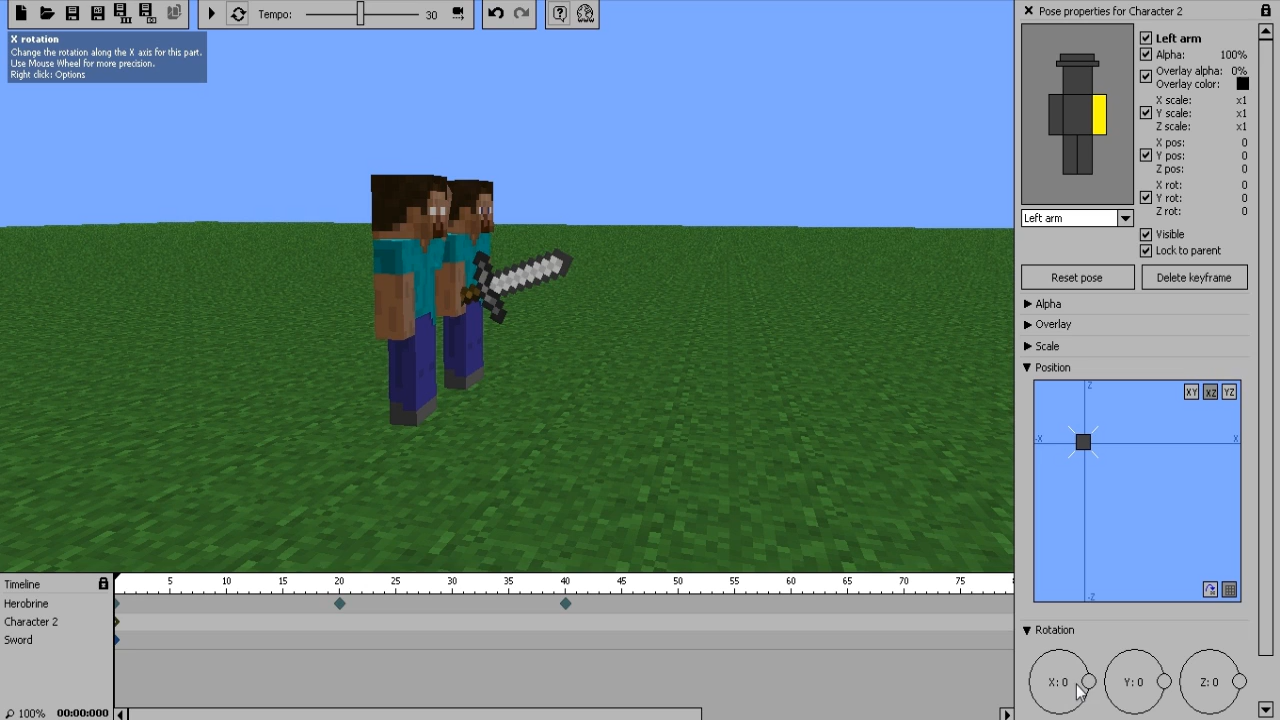 Tempo:
30
X rotation
Change the rotation along the X axis for this part.
Use Mouse Wheel for more precision.
Right click: Options
Pose properties for Character 2
Left arm
Alpha: 100%
Overlay alpha: 0%
Overlay color:
X scale: x1
Y scale: x1
Z scale: x1
X pos: 0
Y pos: 0
Z pos: 0
X rot: 0
Y rot: 0
Z rot: 0
Left arm
Visible
Lock to parent
Reset pose
Delete keyframe
Alpha
Overlay
Scale
Position
Z
XY XZ YZ
-X X
-Z
Rotation
X: 0 Y: 0 Z: 0
Timeline
5 10 15 20 25 30 35 40 45 50 55 60 65 70 75
Herobrine
Character 2
Sword
100% 00:00:000